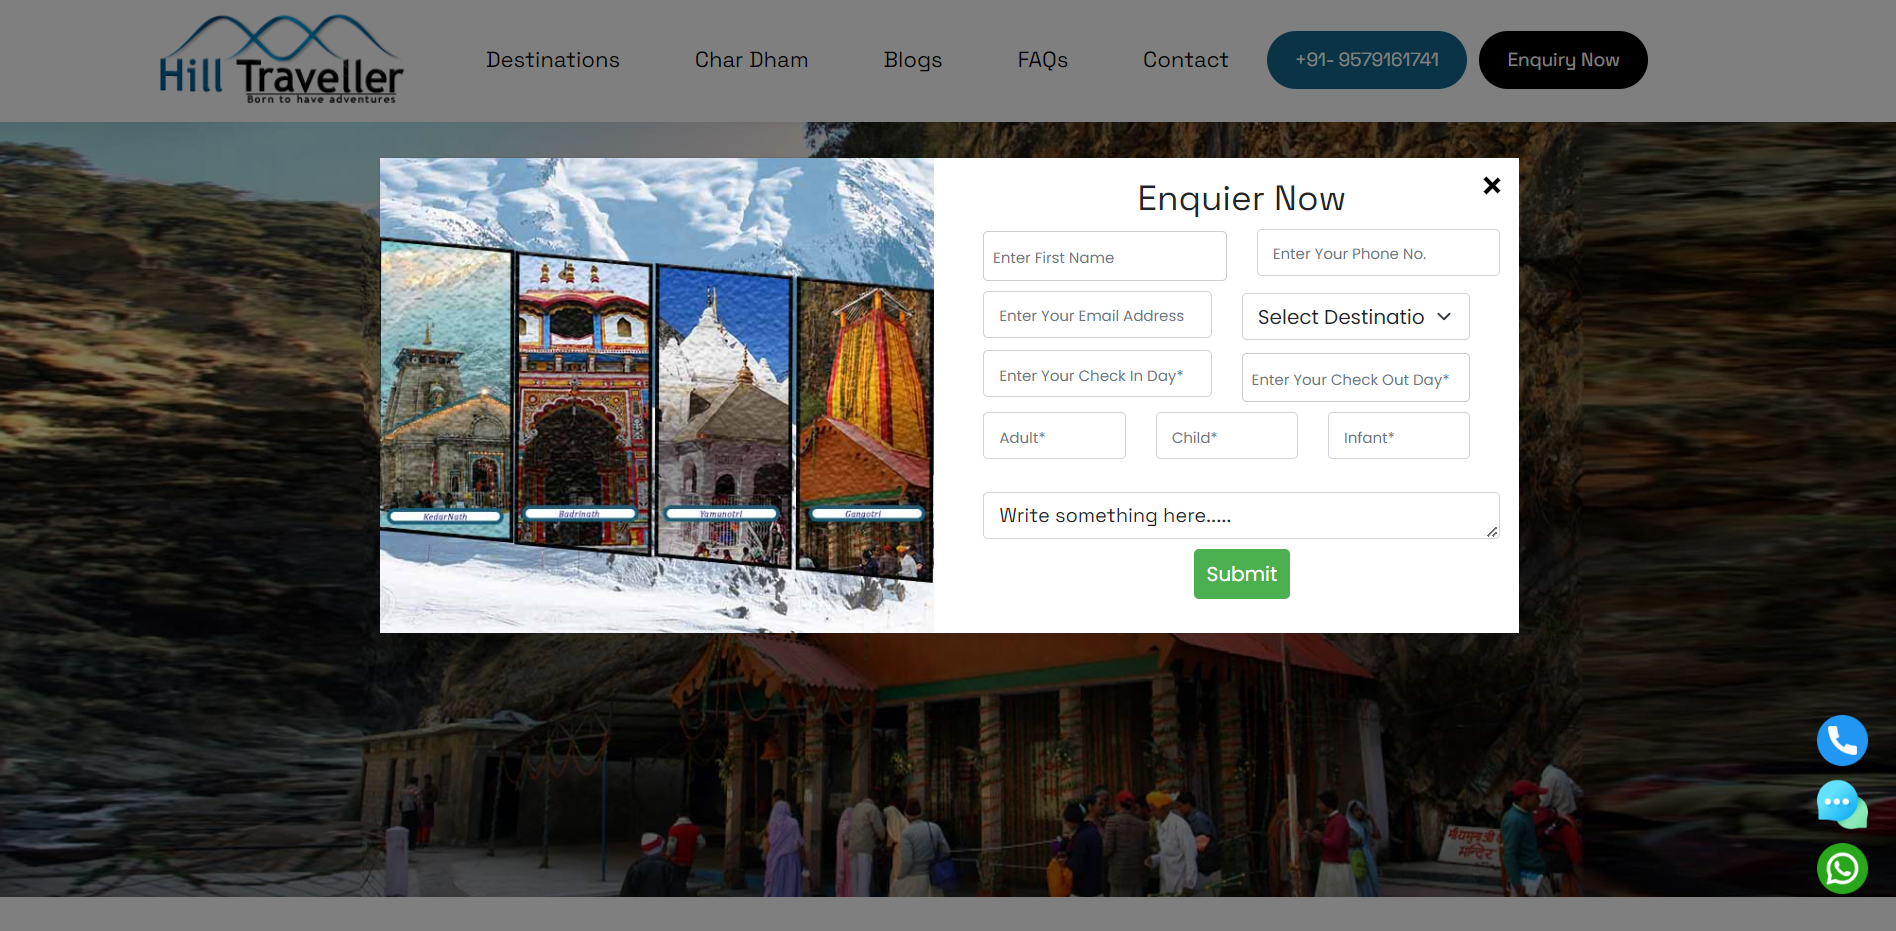 Hill Traveller
Born to have adventures
Destinations
Char Dham
Blogs
FAQs
Contact
+91- 9579161741
Enquiry Now
Enquier Now
Enter First Name
Enter Your Phone No.
Enter Your Email Address
Select Destinatio
Enter Your Check In Day*
Enter Your Check Out Day*
Adult*
Child*
Infant*
Write something here.....
Submit
KedarNath
Badrinath
Yamunotri
Gangotri
मंदिर